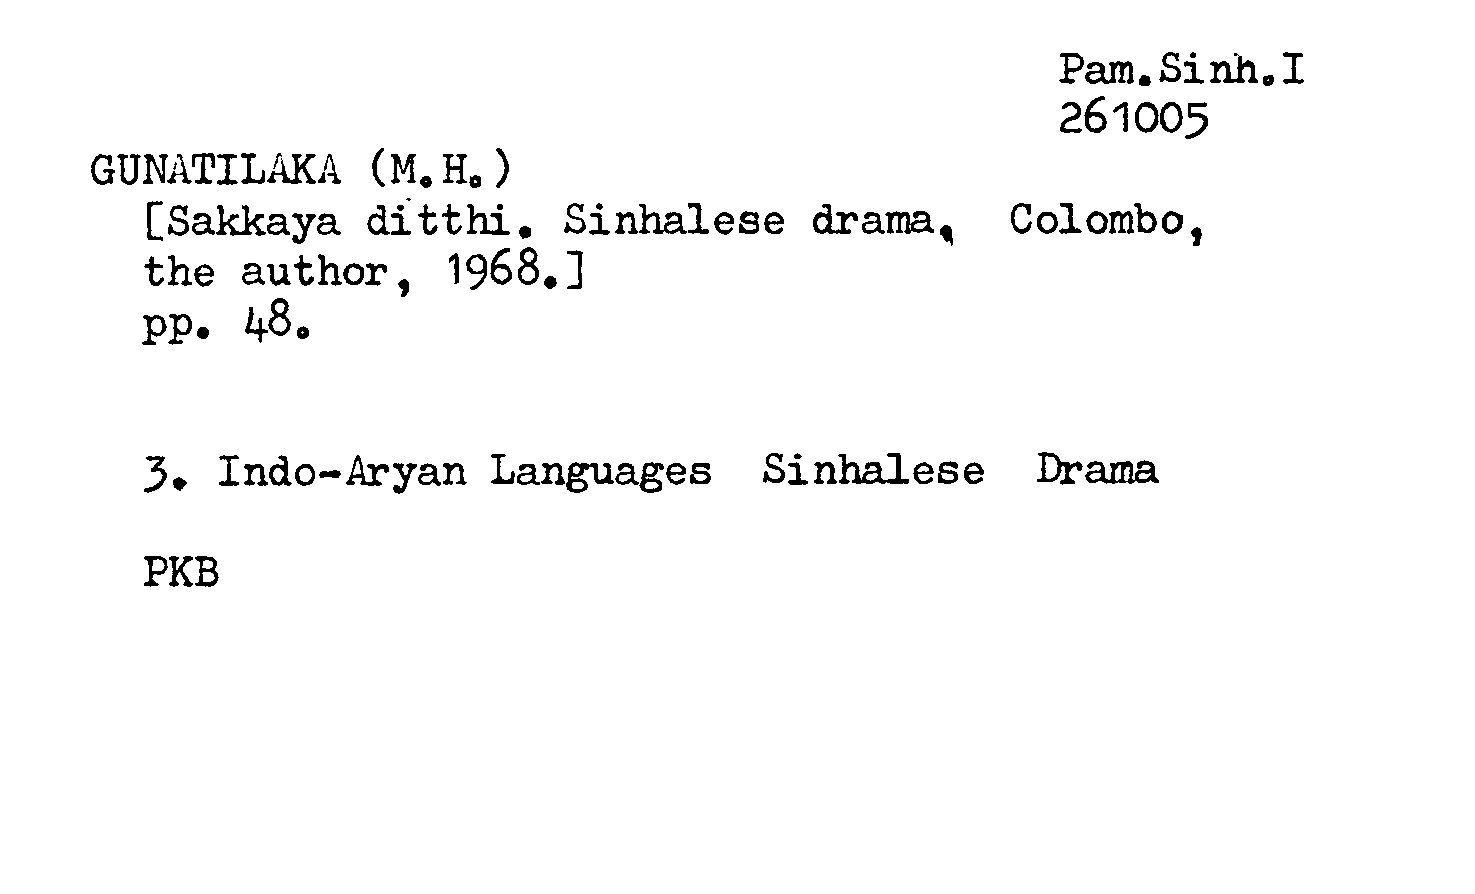 Pam.Sinh.I
261005
GUNATILAKA (M.H.)
[Sakkaya ditthi. Sinhalese drama, Colombo,
the author, 1968.]
pp. 48.
3. Indo-Aryan Languages Sinhalese Drama
PKB